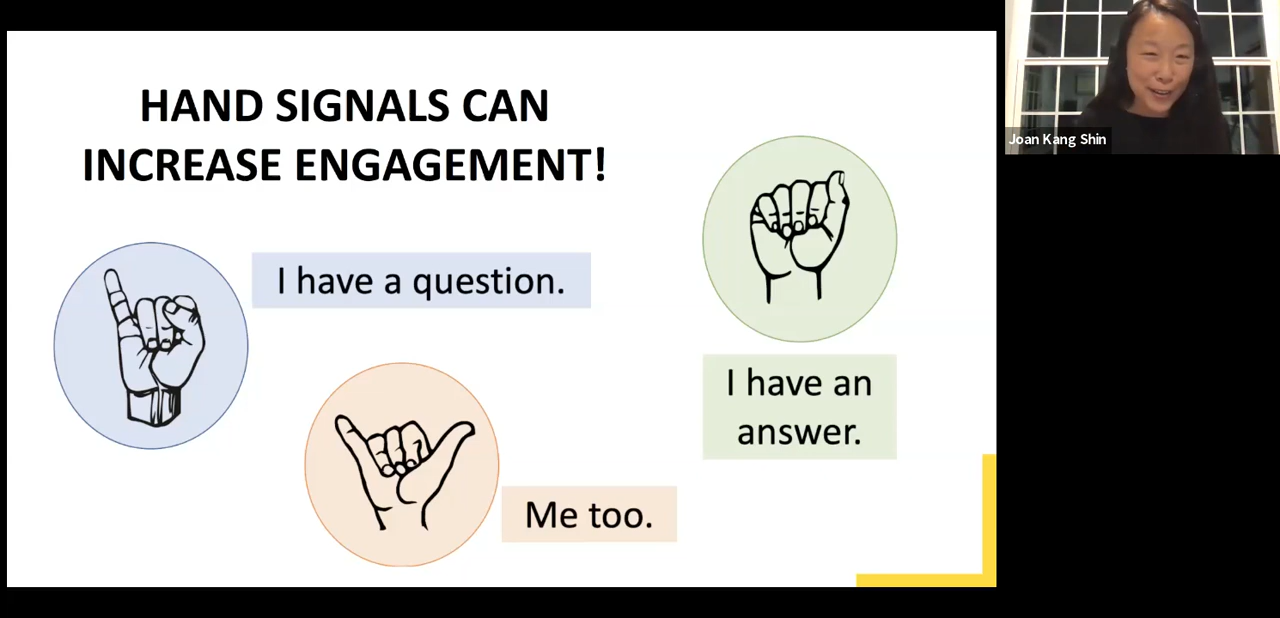 HAND SIGNALS CAN
INCREASE ENGAGEMENT!
I have a question.
Me too.
I have an
answer.
Joan Kang Shin